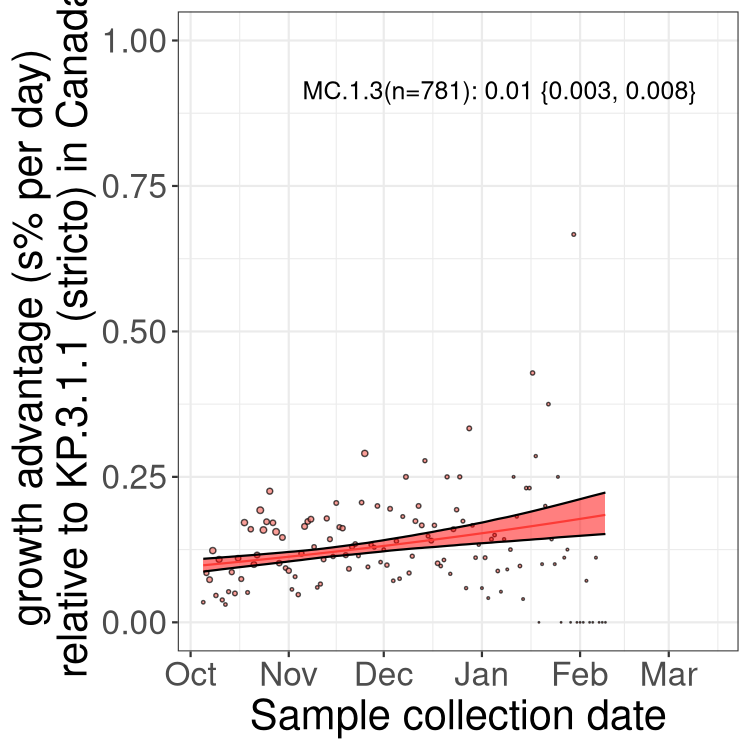 growth advantage (s% per day)
relative to KP.3.1.1 (stricto) in Canada
1.00
0.75
0.50
0.25
0.00
MC.1.3(n=781): 0.01 {0.003, 0.008}
Oct Nov Dec Jan Feb Mar
Sample collection date